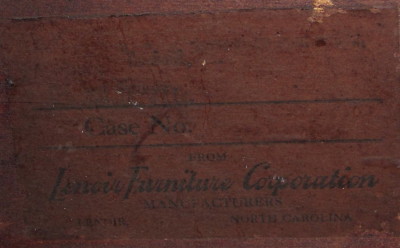 Case No.
FROM
Lenoir Furniture Corporation
MANUFACTURERS
LENOIR, NORTH CAROLINA